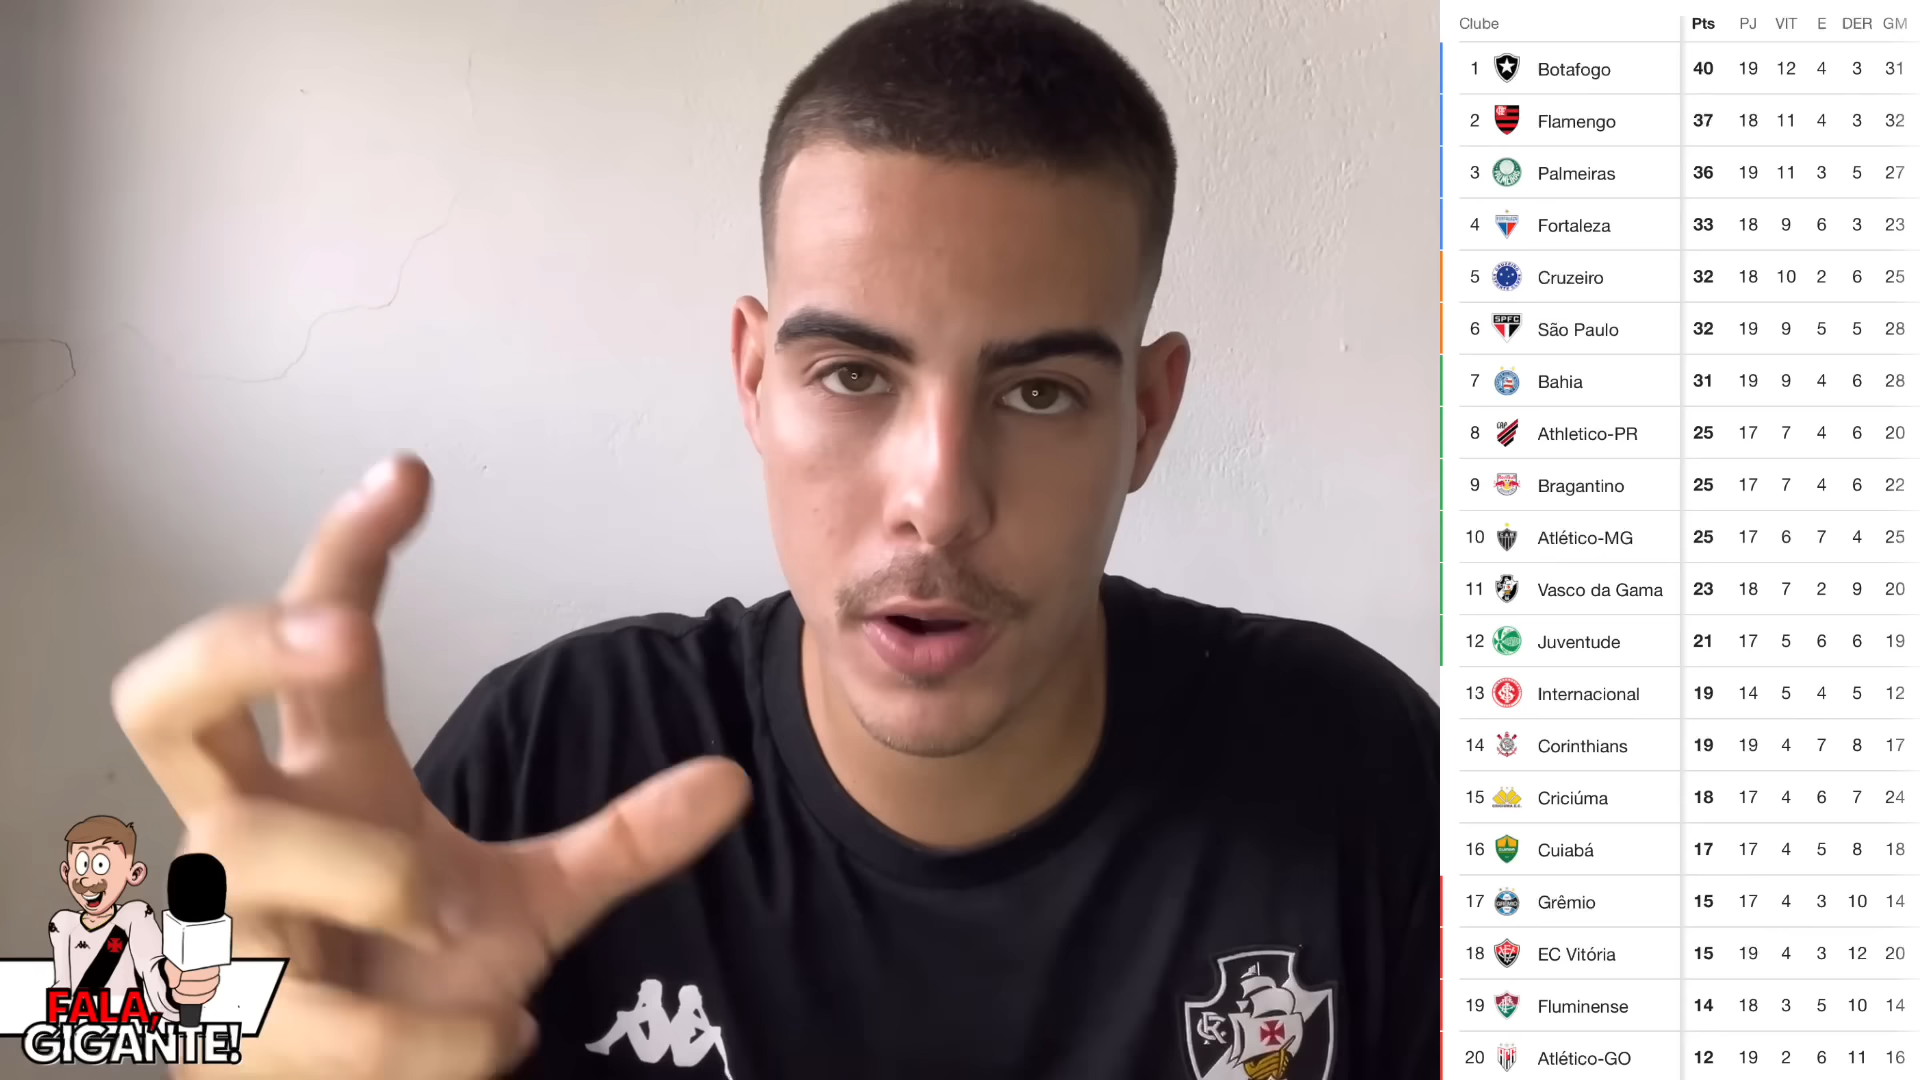 Clube Pts PJ VIT E DER GM
1 Botafogo 40 19 12 4 3 31
2 Flamengo 37 18 11 4 3 32
3 Palmeiras 36 19 11 3 5 27
4 Fortaleza 33 18 9 6 3 23
5 Cruzeiro 32 18 10 2 6 25
6 SPFC São Paulo 32 19 9 5 5 28
7 Bahia 31 19 9 4 6 28
8 CAP Athletico-PR 25 17 7 4 6 20
9 Bragantino 25 17 7 4 6 22
10 Atlético-MG 25 17 6 7 4 25
11 Vasco da Gama 23 18 7 2 9 20
12 Juventude 21 17 5 6 6 19
13 Internacional 19 14 5 4 5 12
14 Corinthians 19 19 4 7 8 17
15 Criciúma 18 17 4 6 7 24
16 Cuiabá 17 17 4 5 8 18
17 Grêmio 15 17 4 3 10 14
18 EC Vitória 15 19 4 3 12 20
19 Fluminense 14 18 3 5 10 14
20 Atlético-GO 12 19 2 6 11 16
FALA,
GIGANTE!